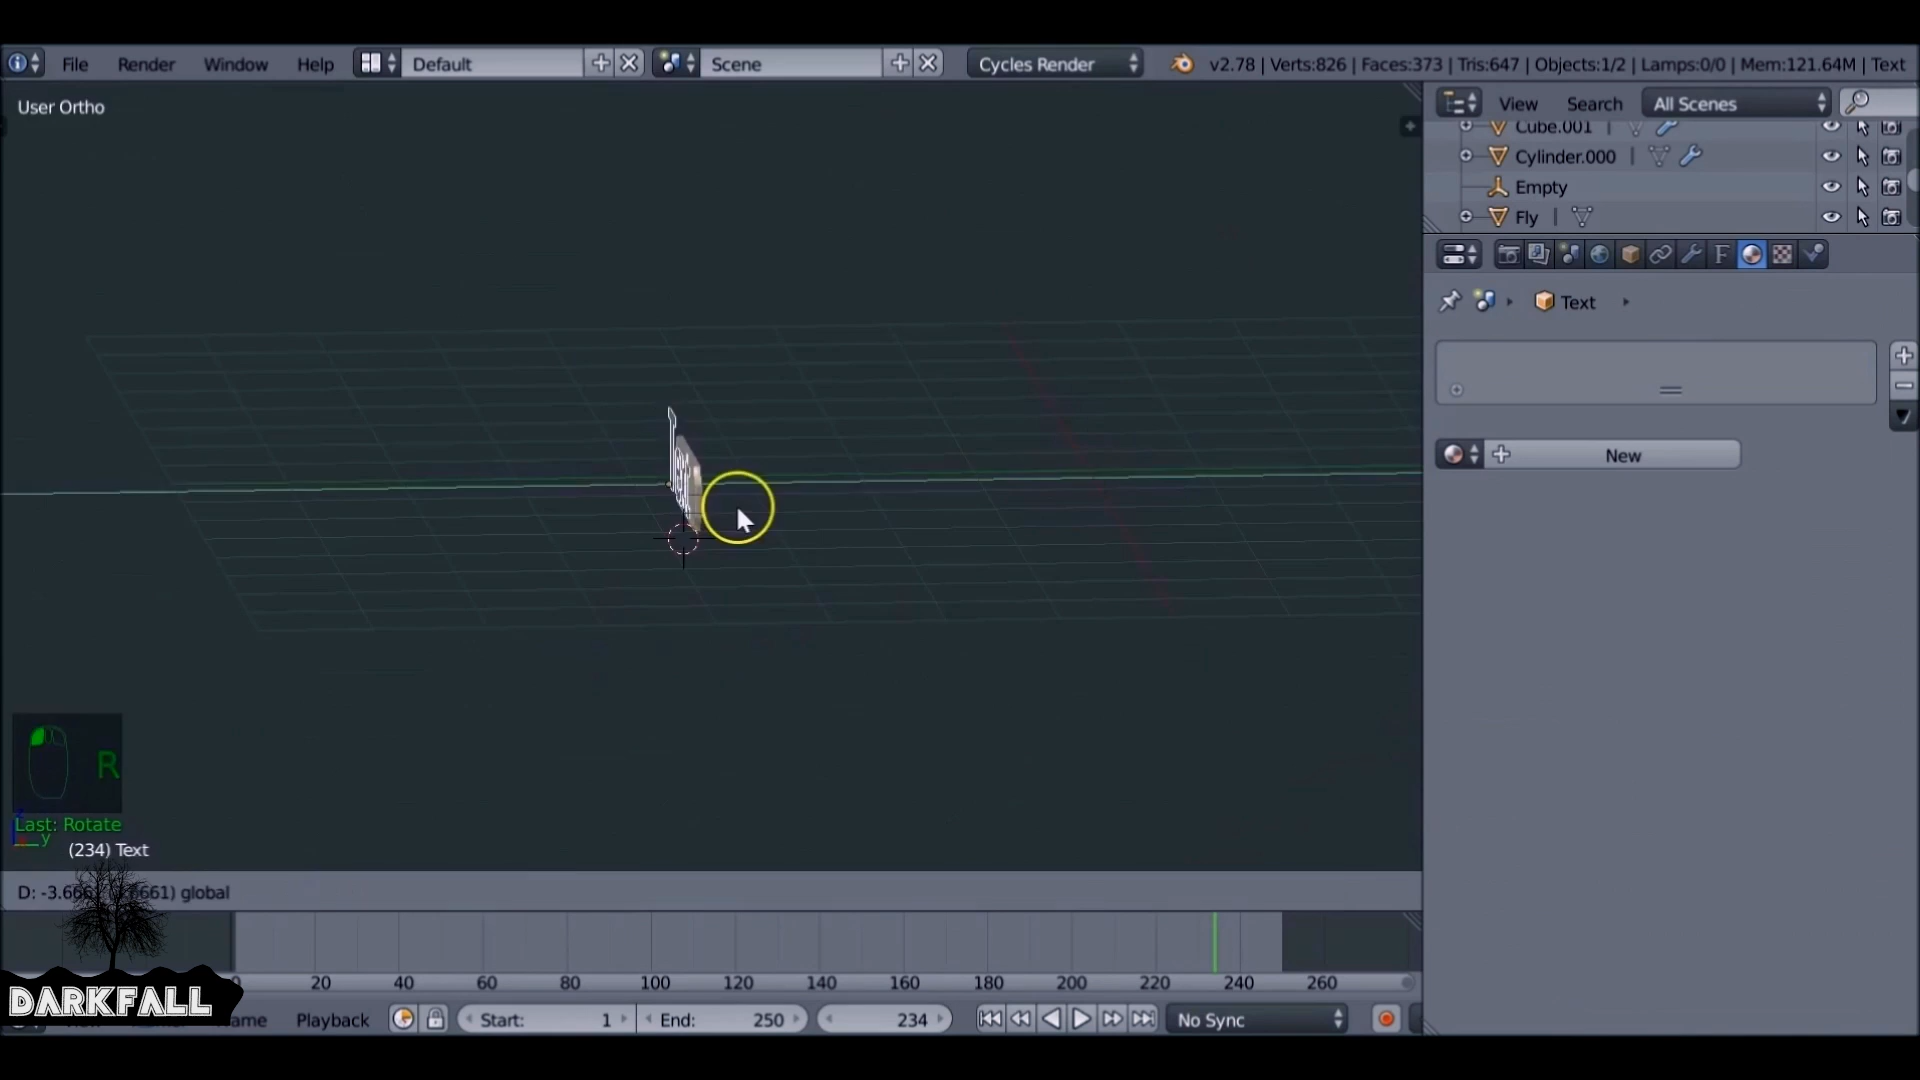 File Render Window Help Default Scene Cycles Render v2.78 | Verts:826 | Faces:373 | Tris:647 | Objects:1/2 | Lamps:0/0 | Mem:121.64M | Text
User Ortho
View Search All Scenes
Cube.001
Cylinder.000
Empty
Fly
F
Text
New
R
Last: Rotate
y
(234) Text
global
20 40 60 80 100 120 140 160 180 200 220 240 260
DARKFALL
Playback Start: 1 End: 250 234 No Sync